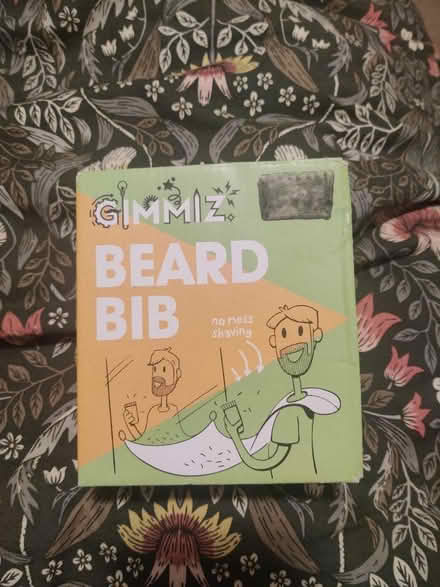 GIMMIZ
BEARD
BIB
no mess
shaving